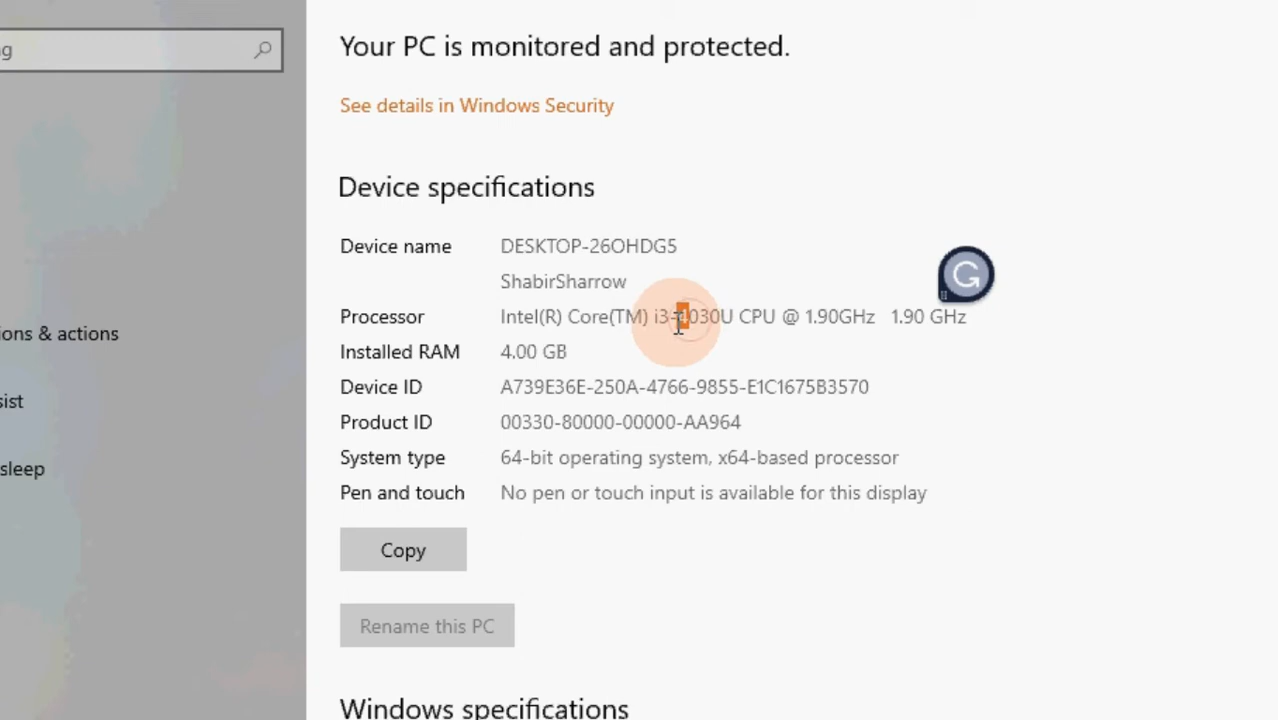 g
Your PC is monitored and protected.
See details in Windows Security
Device specifications
Device name DESKTOP-26OHDG5
ShabirSharrow
Processor Intel(R) Core(TM) CPU @ 1.90GHz 1.90 GHz
ions & actions
Installed RAM 4.00 GB
Device ID A739E36E-250A-4766-9855-E1C1675B3570
sist
Product ID 00330-80000-00000-AA964
System type 64-bit operating system, x64-based processor
sleep
Pen and touch No pen or touch input is available for this display
Copy
Rename this PC
Windows specifications